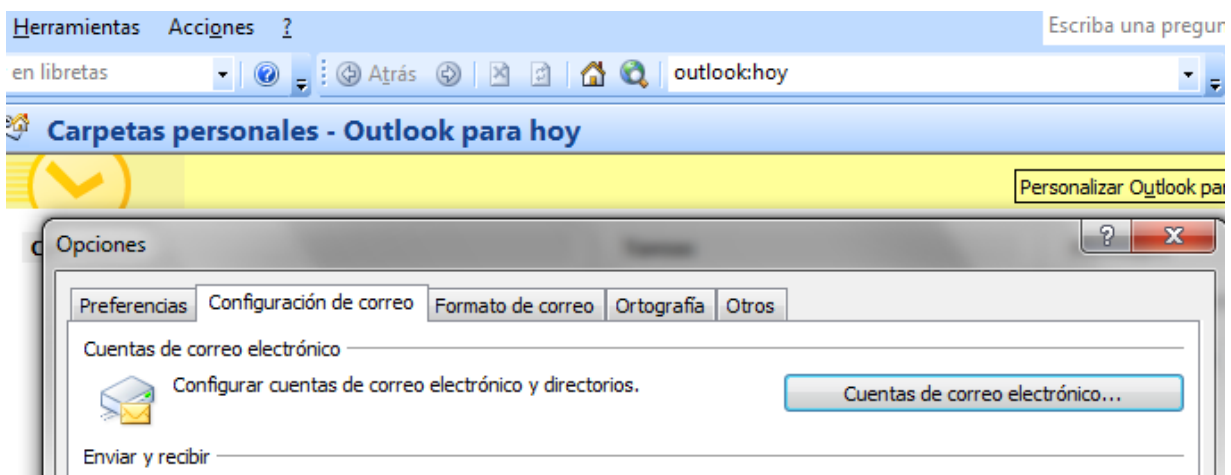 Herramientas Acciones ? Escriba una pregun
en libretas Atrás outlook:hoy
Carpetas personales - Outlook para hoy
Personalizar Outlook par
Opciones
Preferencias Configuración de correo Formato de correo Ortografía Otros
Cuentas de correo electrónico
Configurar cuentas de correo electrónico y directorios. Cuentas de correo electrónico...
Enviar y recibir